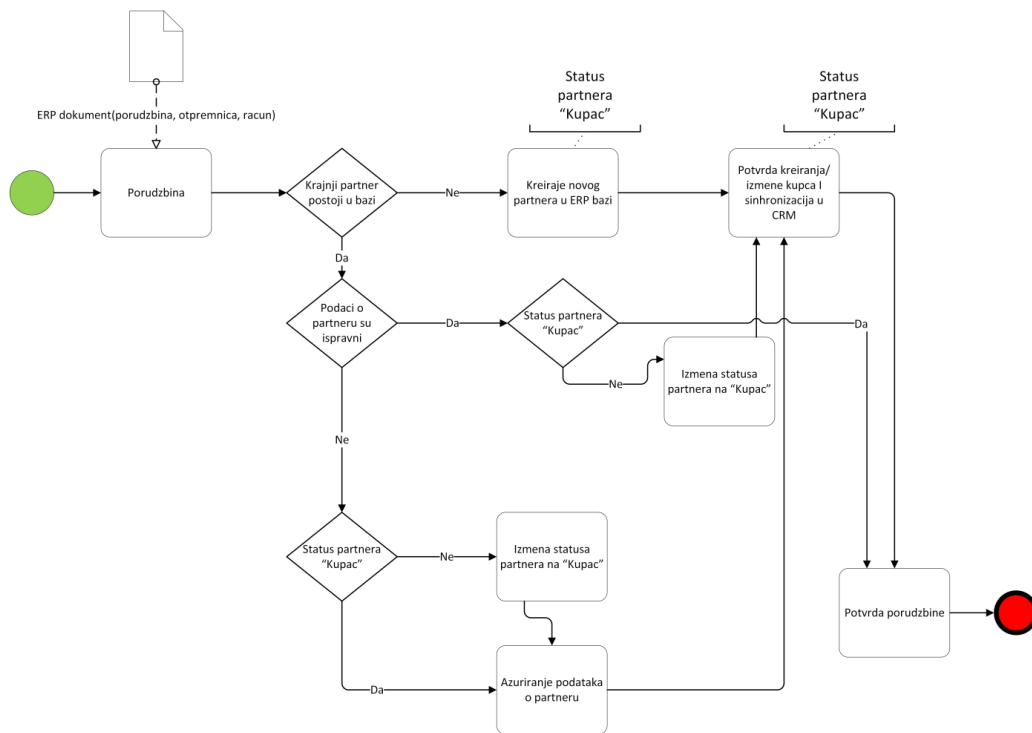 Status
partnera
“Kupac”
Status
partnera
“Kupac”
ERP dokument(porudzbina, otpremnica, racun)
Porudzbina
Krajnji partner
postoji u bazi
Ne
Kreiraje novog
partnera u ERP bazi
Potvrda kreiranja/
izmene kupca I
sinhronizacija u
CRM
Da
Podaci o
partneru su
ispravni
Da
Status partnera
“Kupac”
Da
Ne
Izmena statusa
partnera na “Kupac”
Ne
Status partnera
“Kupac”
Ne
Izmena statusa
partnera na “Kupac”
Potvrda porudzbine
Da
Azuriranje podataka
o partneru